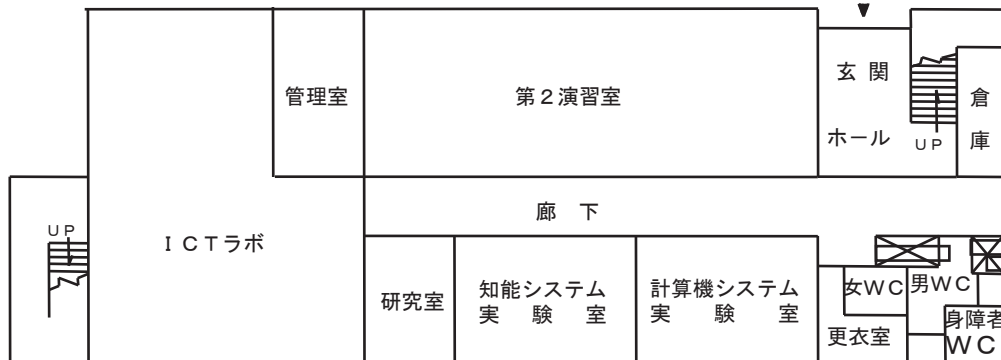 管理室
第2演習室
玄関
ホール
UP
倉
庫
廊下
UP
ICTラボ
研究室
知能システム
実験室
計算機システム
実験室
女WC
男WC
更衣室
身障者
WC